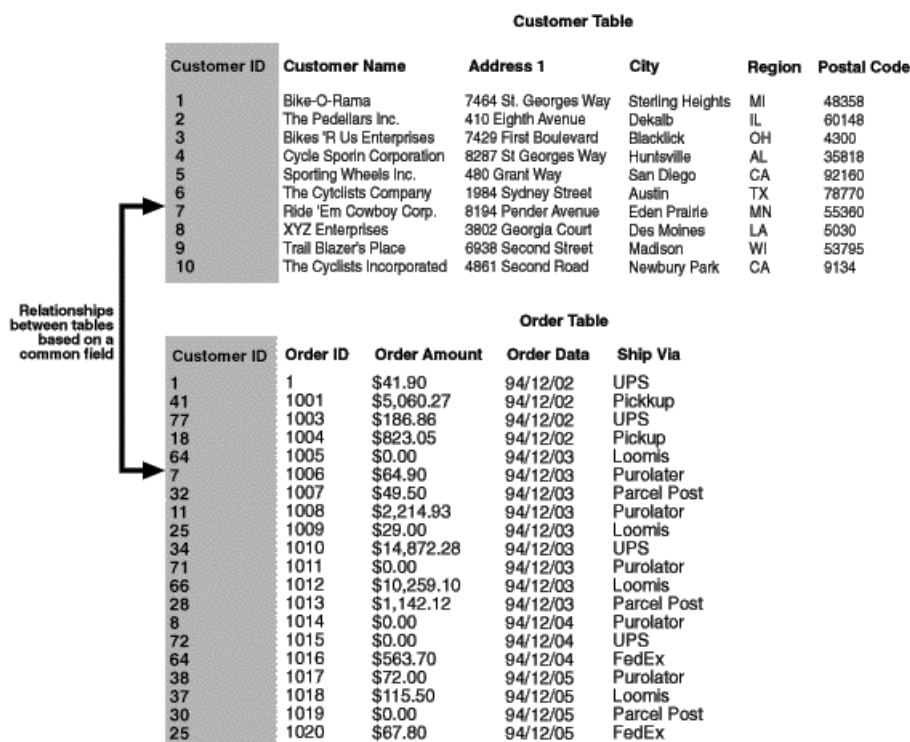 Customer Table
Customer ID Customer Name Address 1 City Region Postal Code
1 Bike-O-Rama 7464 St. Georges Way Sterling Heights MI 48358
2 The Pedellars Inc. 410 Eighth Avenue Dekalb IL 60148
3 Bikes 'R Us Enterprises 7429 First Boulevard Blacklick OH 4300
4 Cycle Sporin Corporation 8287 St Georges Way Huntsville AL 35818
5 Sporting Wheels Inc. 480 Grant Way San Diego CA 92160
6 The Cytclists Company 1984 Sydney Street Austin TX 78770
7 Ride 'Em Cowboy Corp. 8194 Pender Avenue Eden Prairie MN 55360
8 XYZ Enterprises 3802 Georgia Court Des Moines LA 5030
9 Trail Blazer's Place 6938 Second Street Madison WI 53795
10 The Cyclists Incorporated 4861 Second Road Newbury Park CA 9134
Relationships
between tables
based on a
common field
Order Table
Customer ID Order ID Order Amount Order Data Ship Via
1 1 $41.90 94/12/02 UPS
41 1001 $5,060.27 94/12/02 Pickkup
77 1003 $186.86 94/12/02 UPS
18 1004 $823.05 94/12/02 Pickup
64 1005 $0.00 94/12/03 Loomis
7 1006 $64.90 94/12/03 Purolater
32 1007 $49.50 94/12/03 Parcel Post
11 1008 $2,214.93 94/12/03 Purolator
25 1009 $29.00 94/12/03 Loomis
34 1010 $14,872.28 94/12/03 UPS
71 1011 $0.00 94/12/03 Purolator
66 1012 $10,259.10 94/12/03 Loomis
28 1013 $1,142.12 94/12/03 Parcel Post
8 1014 $0.00 94/12/04 Purolator
72 1015 $0.00 94/12/04 UPS
64 1016 $563.70 94/12/04 FedEx
38 1017 $72.00 94/12/05 Purolator
37 1018 $115.50 94/12/05 Loomis
30 1019 $0.00 94/12/05 Parcel Post
25 1020 $67.80 94/12/05 FedEx